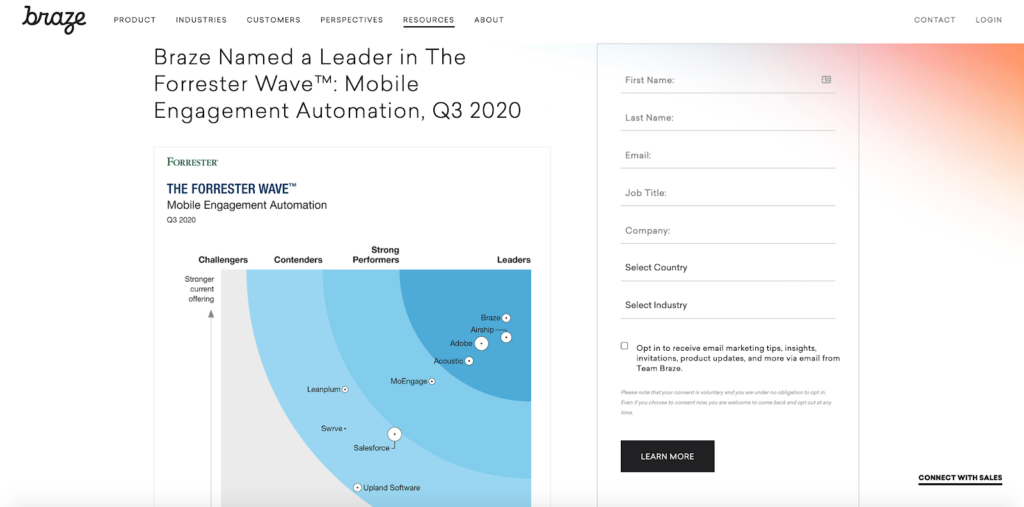 braze
PRODUCT INDUSTRIES CUSTOMERS PERSPECTIVES RESOURCES ABOUT CONTACT LOGIN
Braze Named a Leader in The
Forrester Wave™: Mobile
Engagement Automation, Q3 2020
FORRESTER®
THE FORRESTER WAVE™
Mobile Engagement Automation
Q3 2020
Challengers Contenders Strong Performers Leaders
Stronger
current
offering
Braze
Airship
Adobe
Acoustic
MoEngage
Leanplum
Swrve
Salesforce
Upland Software
First Name:
Last Name:
Email:
Job Title:
Company:
Select Country
Select Industry
Opt in to receive email marketing tips, insights,
invitations, product updates, and more via email from
Team Braze.
Please note that your consent is voluntary and you are under no obligation to opt in.
Even if you choose to consent now, you are welcome to come back and opt out at any
time.
LEARN MORE
CONNECT WITH SALES